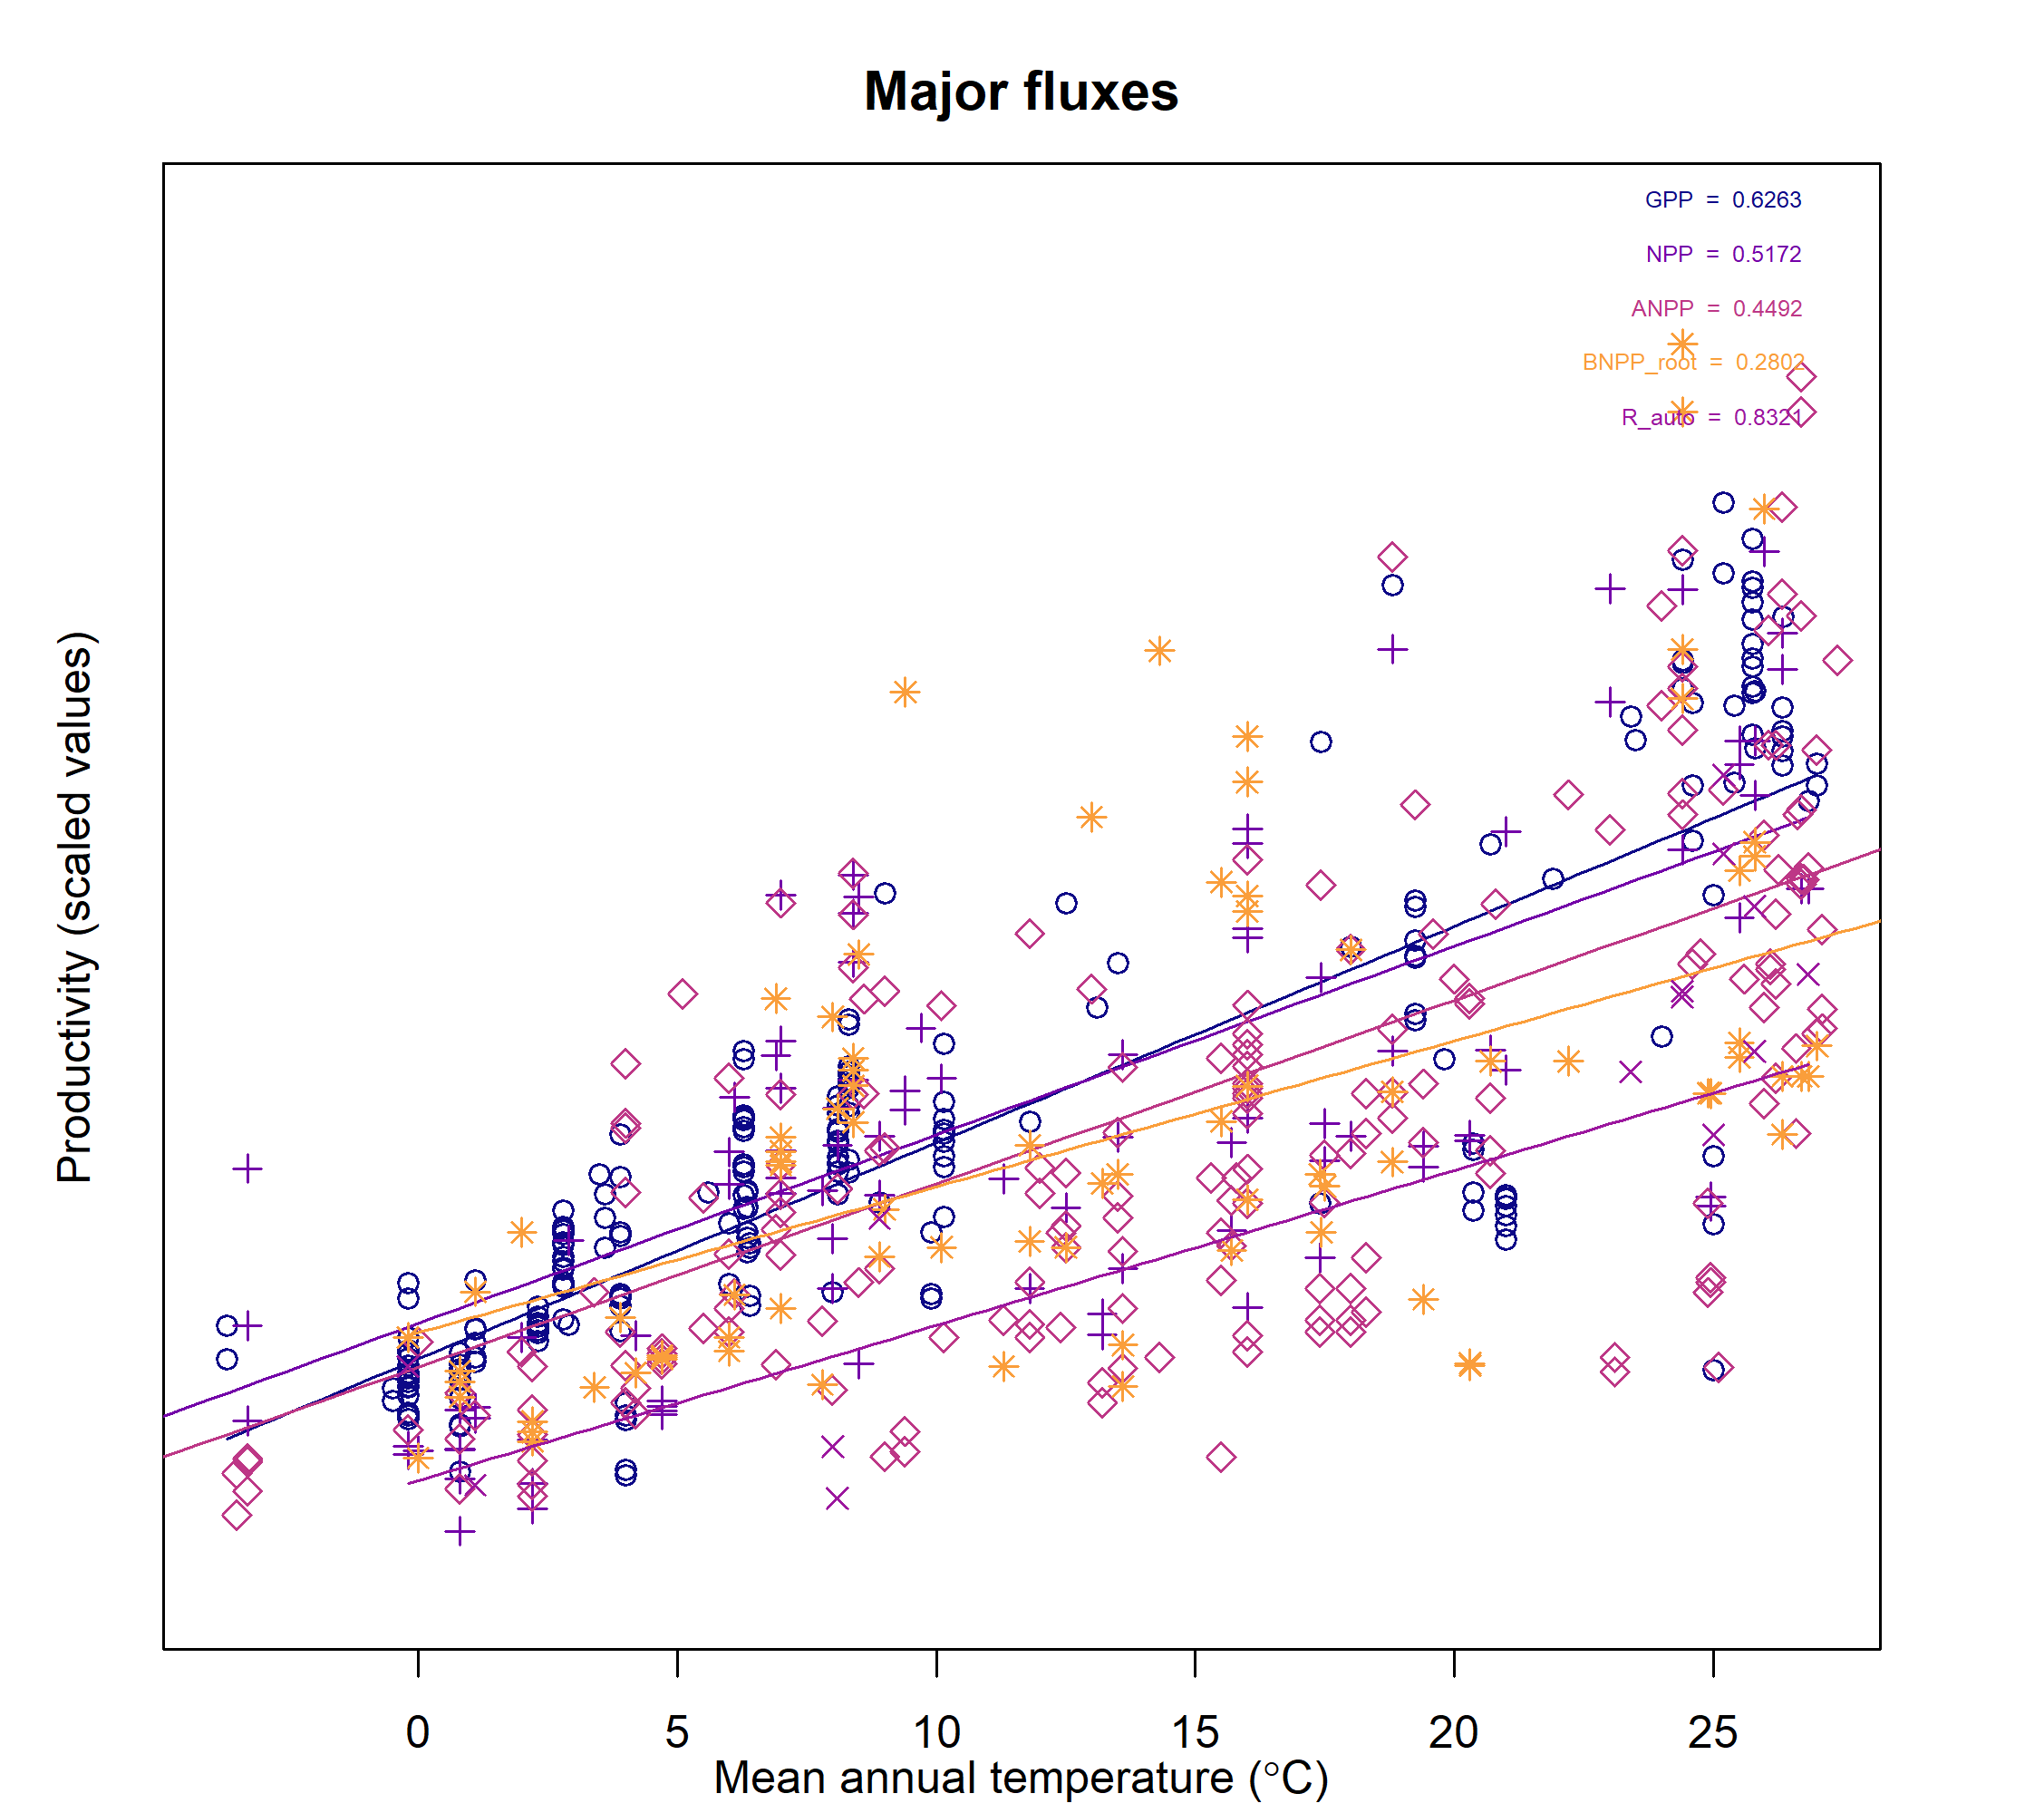 Major fluxes
GPP = 0.6263
NPP = 0.5172
ANPP = 0.4492
BNPP_root = 0.2802
R_auto = 0.8321
Productivity (scaled values)
0 5 10 15 20 25
Mean annual temperature (°C)